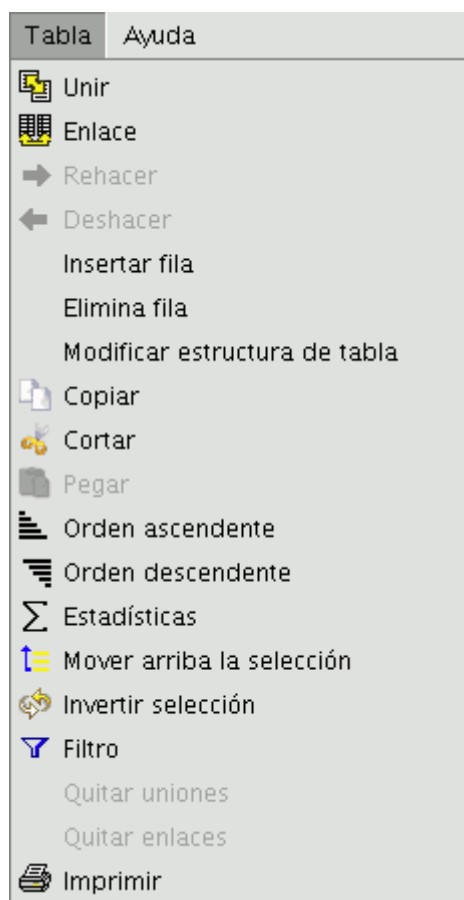 Tabla Ayuda
Unir
Enlace
Rehacer
Deshacer
Insertar fila
Elimina fila
Modificar estructura de tabla
Copiar
Cortar
Pegar
Orden ascendente
Orden descendente
Estadísticas
Mover arriba la selección
Invertir selección
Filtro
Quitar uniones
Quitar enlaces
Imprimir